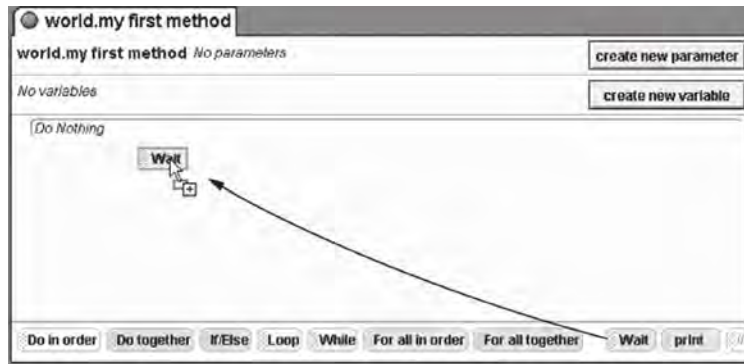 world.my first method
world.my first method No parameters
create new parameter
No variables
create new variable
Do Nothing
Wait
Do in order Do together If/Else Loop While For all in order For all together Wait print